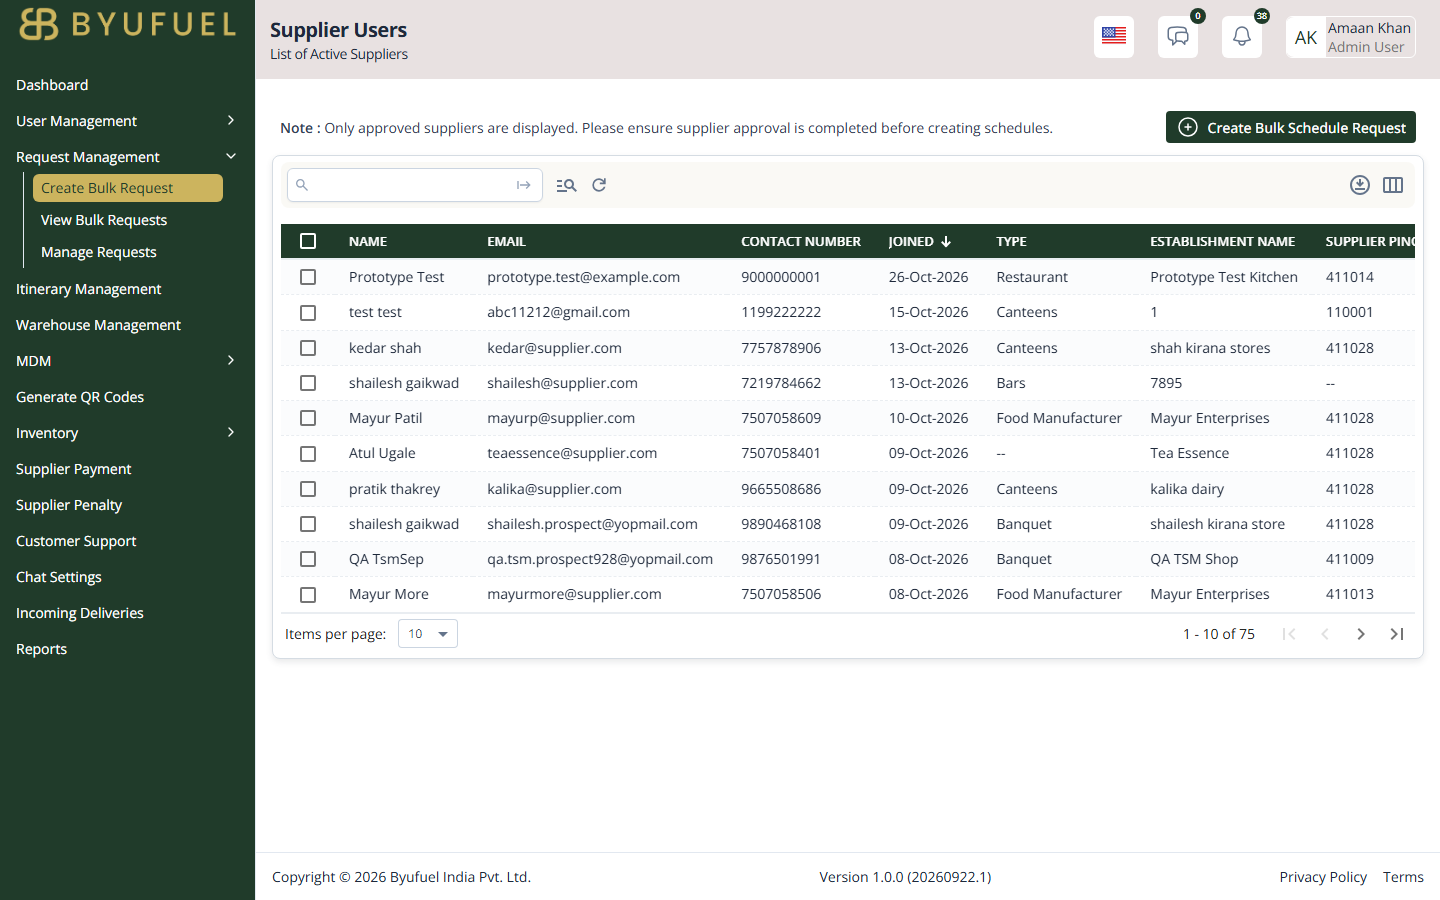 BYUFUEL
Dashboard
User Management
Request Management
Create Bulk Request
View Bulk Requests
Manage Requests
Itinerary Management
Warehouse Management
MDM
Generate QR Codes
Inventory
Supplier Payment
Supplier Penalty
Customer Support
Chat Settings
Incoming Deliveries
Reports
Supplier Users
List of Active Suppliers
0
38
AK
Amaan Khan
Admin User
Note : Only approved suppliers are displayed. Please ensure supplier approval is completed before creating schedules.
Create Bulk Schedule Request
NAME EMAIL CONTACT NUMBER JOINED TYPE ESTABLISHMENT NAME SUPPLIER PINC
Prototype Test prototype.test@example.com 9000000001 26-Oct-2026 Restaurant Prototype Test Kitchen 411014
test test abc11212@gmail.com 1199222222 15-Oct-2026 Canteens 1 110001
kedar shah kedar@supplier.com 7757878906 13-Oct-2026 Canteens shah kirana stores 411028
shailesh gaikwad shailesh@supplier.com 7219784662 13-Oct-2026 Bars 7895 --
Mayur Patil mayurp@supplier.com 7507058609 10-Oct-2026 Food Manufacturer Mayur Enterprises 411028
Atul Ugale teaessence@supplier.com 7507058401 09-Oct-2026 -- Tea Essence 411028
pratik thakrey kalika@supplier.com 9665508686 09-Oct-2026 Canteens kalika dairy 411028
shailesh gaikwad shailesh.prospect@yopmail.com 9890468108 09-Oct-2026 Banquet shailesh kirana store 411028
QA TsmSep qa.tsm.prospect928@yopmail.com 9876501991 08-Oct-2026 Banquet QA TSM Shop 411009
Mayur More mayurmore@supplier.com 7507058506 08-Oct-2026 Food Manufacturer Mayur Enterprises 411013
Items per page: 10 1 - 10 of 75
Copyright © 2026 Byufuel India Pvt. Ltd. Version 1.0.0 (20260922.1) Privacy Policy Terms